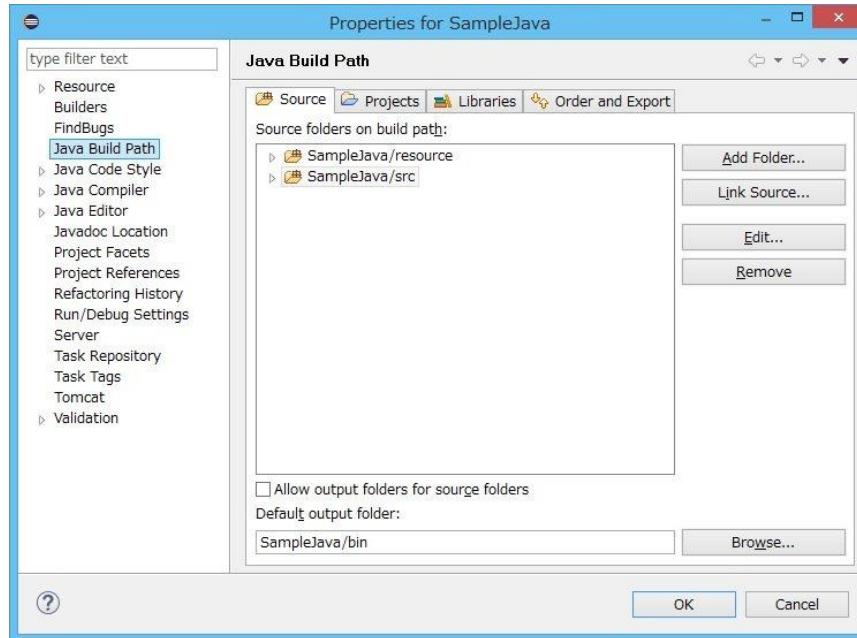 Properties for SampleJava
type filter text
Resource
Builders
FindBugs
Java Build Path
Java Code Style
Java Compiler
Java Editor
Javadoc Location
Project Facets
Project References
Refactoring History
Run/Debug Settings
Server
Task Repository
Task Tags
Tomcat
Validation
Java Build Path
Source Projects Libraries Order and Export
Source folders on build path:
SampleJava/resource
SampleJava/src
Add Folder...
Link Source...
Edit...
Remove
Allow output folders for source folders
Default output folder:
SampleJava/bin
Browse...
OK Cancel